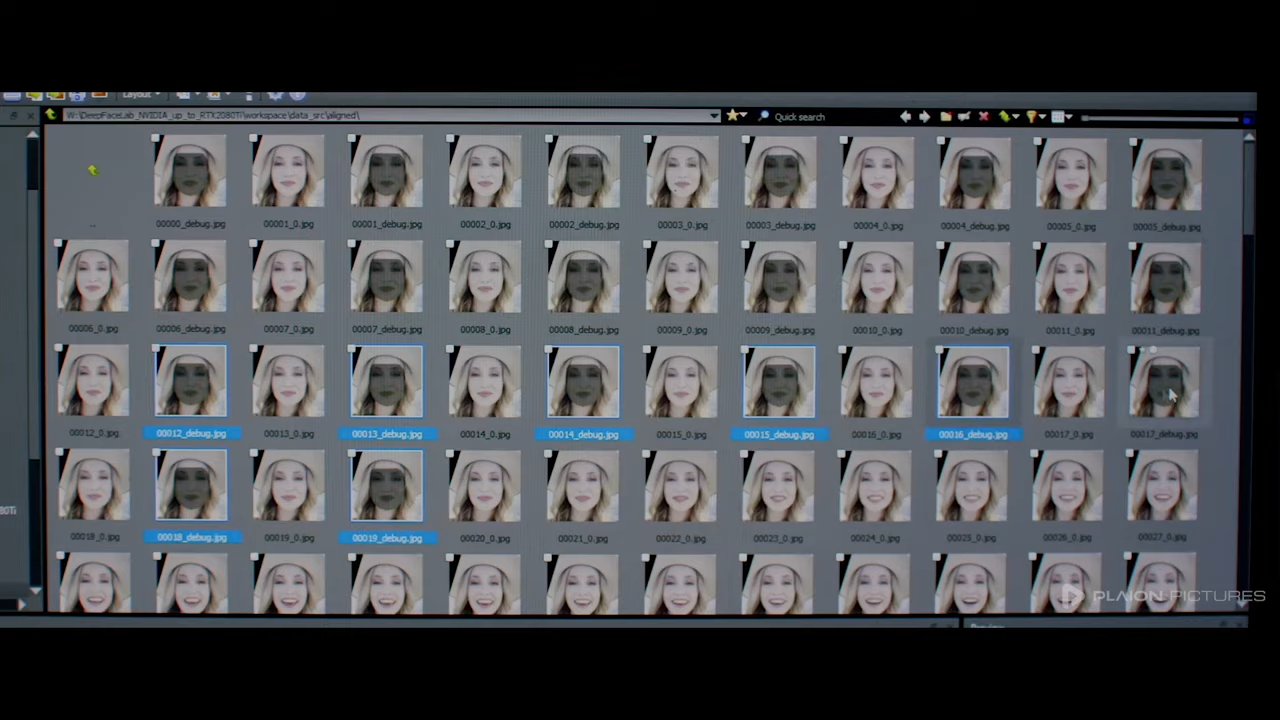 Layout
W:\DeepFaceLab_NVIDIA_up_to_RTX2080Ti\workspace\data_src\aligned\
Quick search
..
00000_debug.jpg 00001_0.jpg 00001_debug.jpg 00002_0.jpg 00002_debug.jpg 00003_0.jpg 00003_debug.jpg 00004_0.jpg 00004_debug.jpg 00005_0.jpg 00005_debug.jpg
00006_0.jpg 00006_debug.jpg 00007_0.jpg 00007_debug.jpg 00008_0.jpg 00008_debug.jpg 00009_0.jpg 00009_debug.jpg 00010_0.jpg 00010_debug.jpg 00011_0.jpg 00011_debug.jpg
00012_0.jpg 00012_debug.jpg 00013_0.jpg 00013_debug.jpg 00014_0.jpg 00014_debug.jpg 00015_0.jpg 00015_debug.jpg 00016_0.jpg 00016_debug.jpg 00017_0.jpg 00017_debug.jpg
80Ti
00018_0.jpg 00018_debug.jpg 00019_0.jpg 00019_debug.jpg 00020_0.jpg 00021_0.jpg 00022_0.jpg 00023_0.jpg 00024_0.jpg 00025_0.jpg 00026_0.jpg 00027_0.jpg
PLAION PICTURES